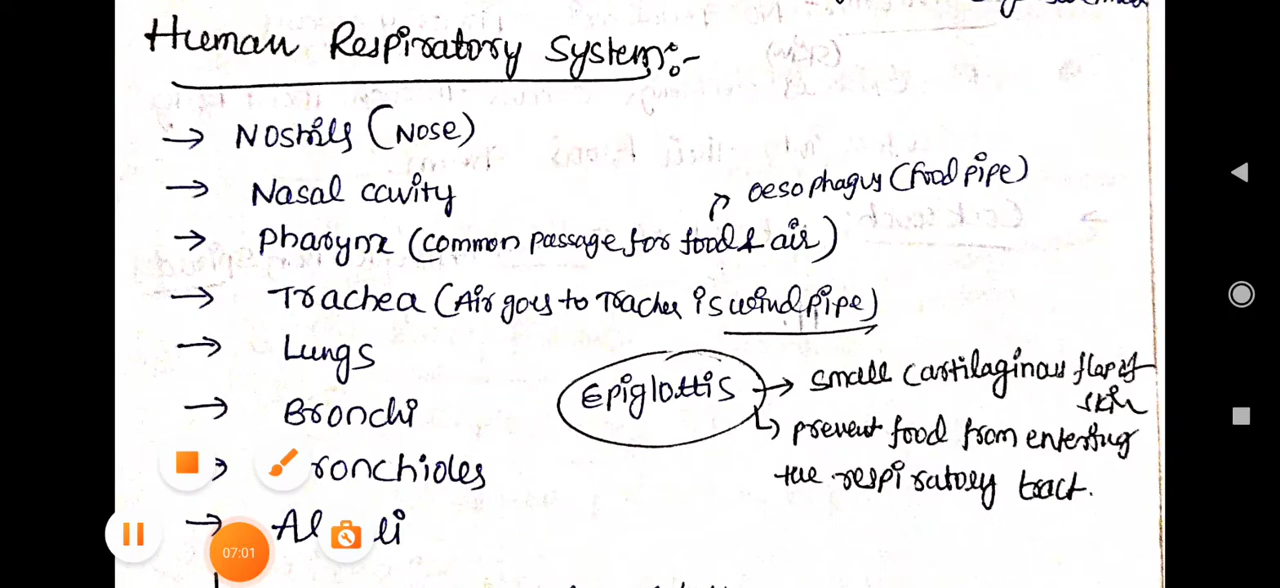 Human Respiratory System:-
→ Nostrils (Nose)
→ Nasal cavity
oesophagus (food pipe)
→ Pharynx (common passage for food & air)
→ Trachea (Air goes to Trachea is windpipe)
→ Lungs
Epiglottis → small cartilaginous flap of
skin
→ Bronchi
prevent food from entering
ronchioles
the respiratory tract.
→ Al li
07:01